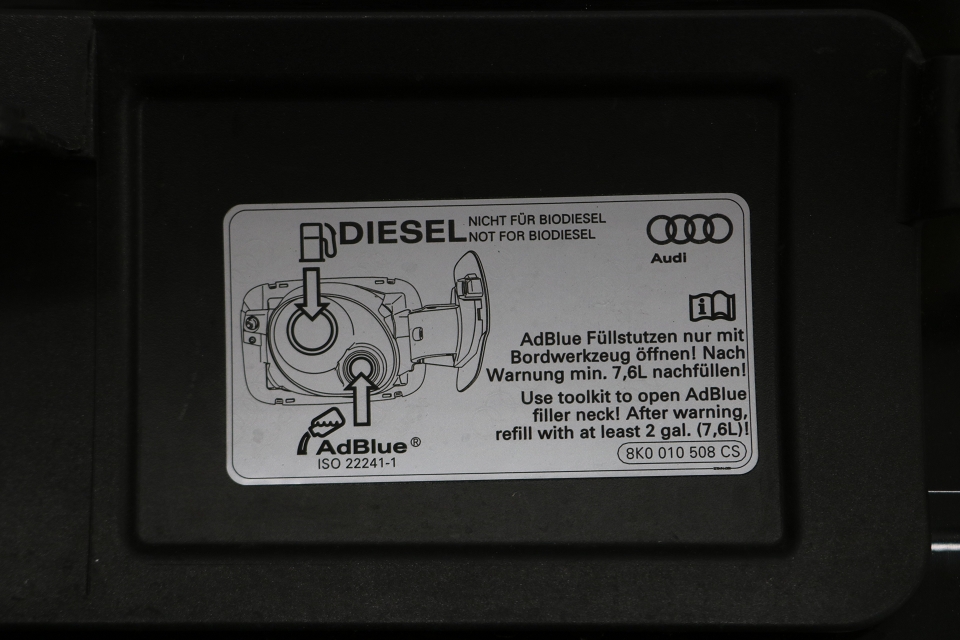 DIESEL
NICHT FÜR BIODIESEL
NOT FOR BIODIESEL
Audi
i
AdBlue Füllstutzen nur mit
Bordwerkzeug öffnen! Nach
Warnung min. 7,6L nachfüllen!
Use toolkit to open AdBlue
filler neck! After warning,
refill with at least 2 gal. (7,6L)!
AdBlue®
ISO 22241-1
8K0 010 508 CS